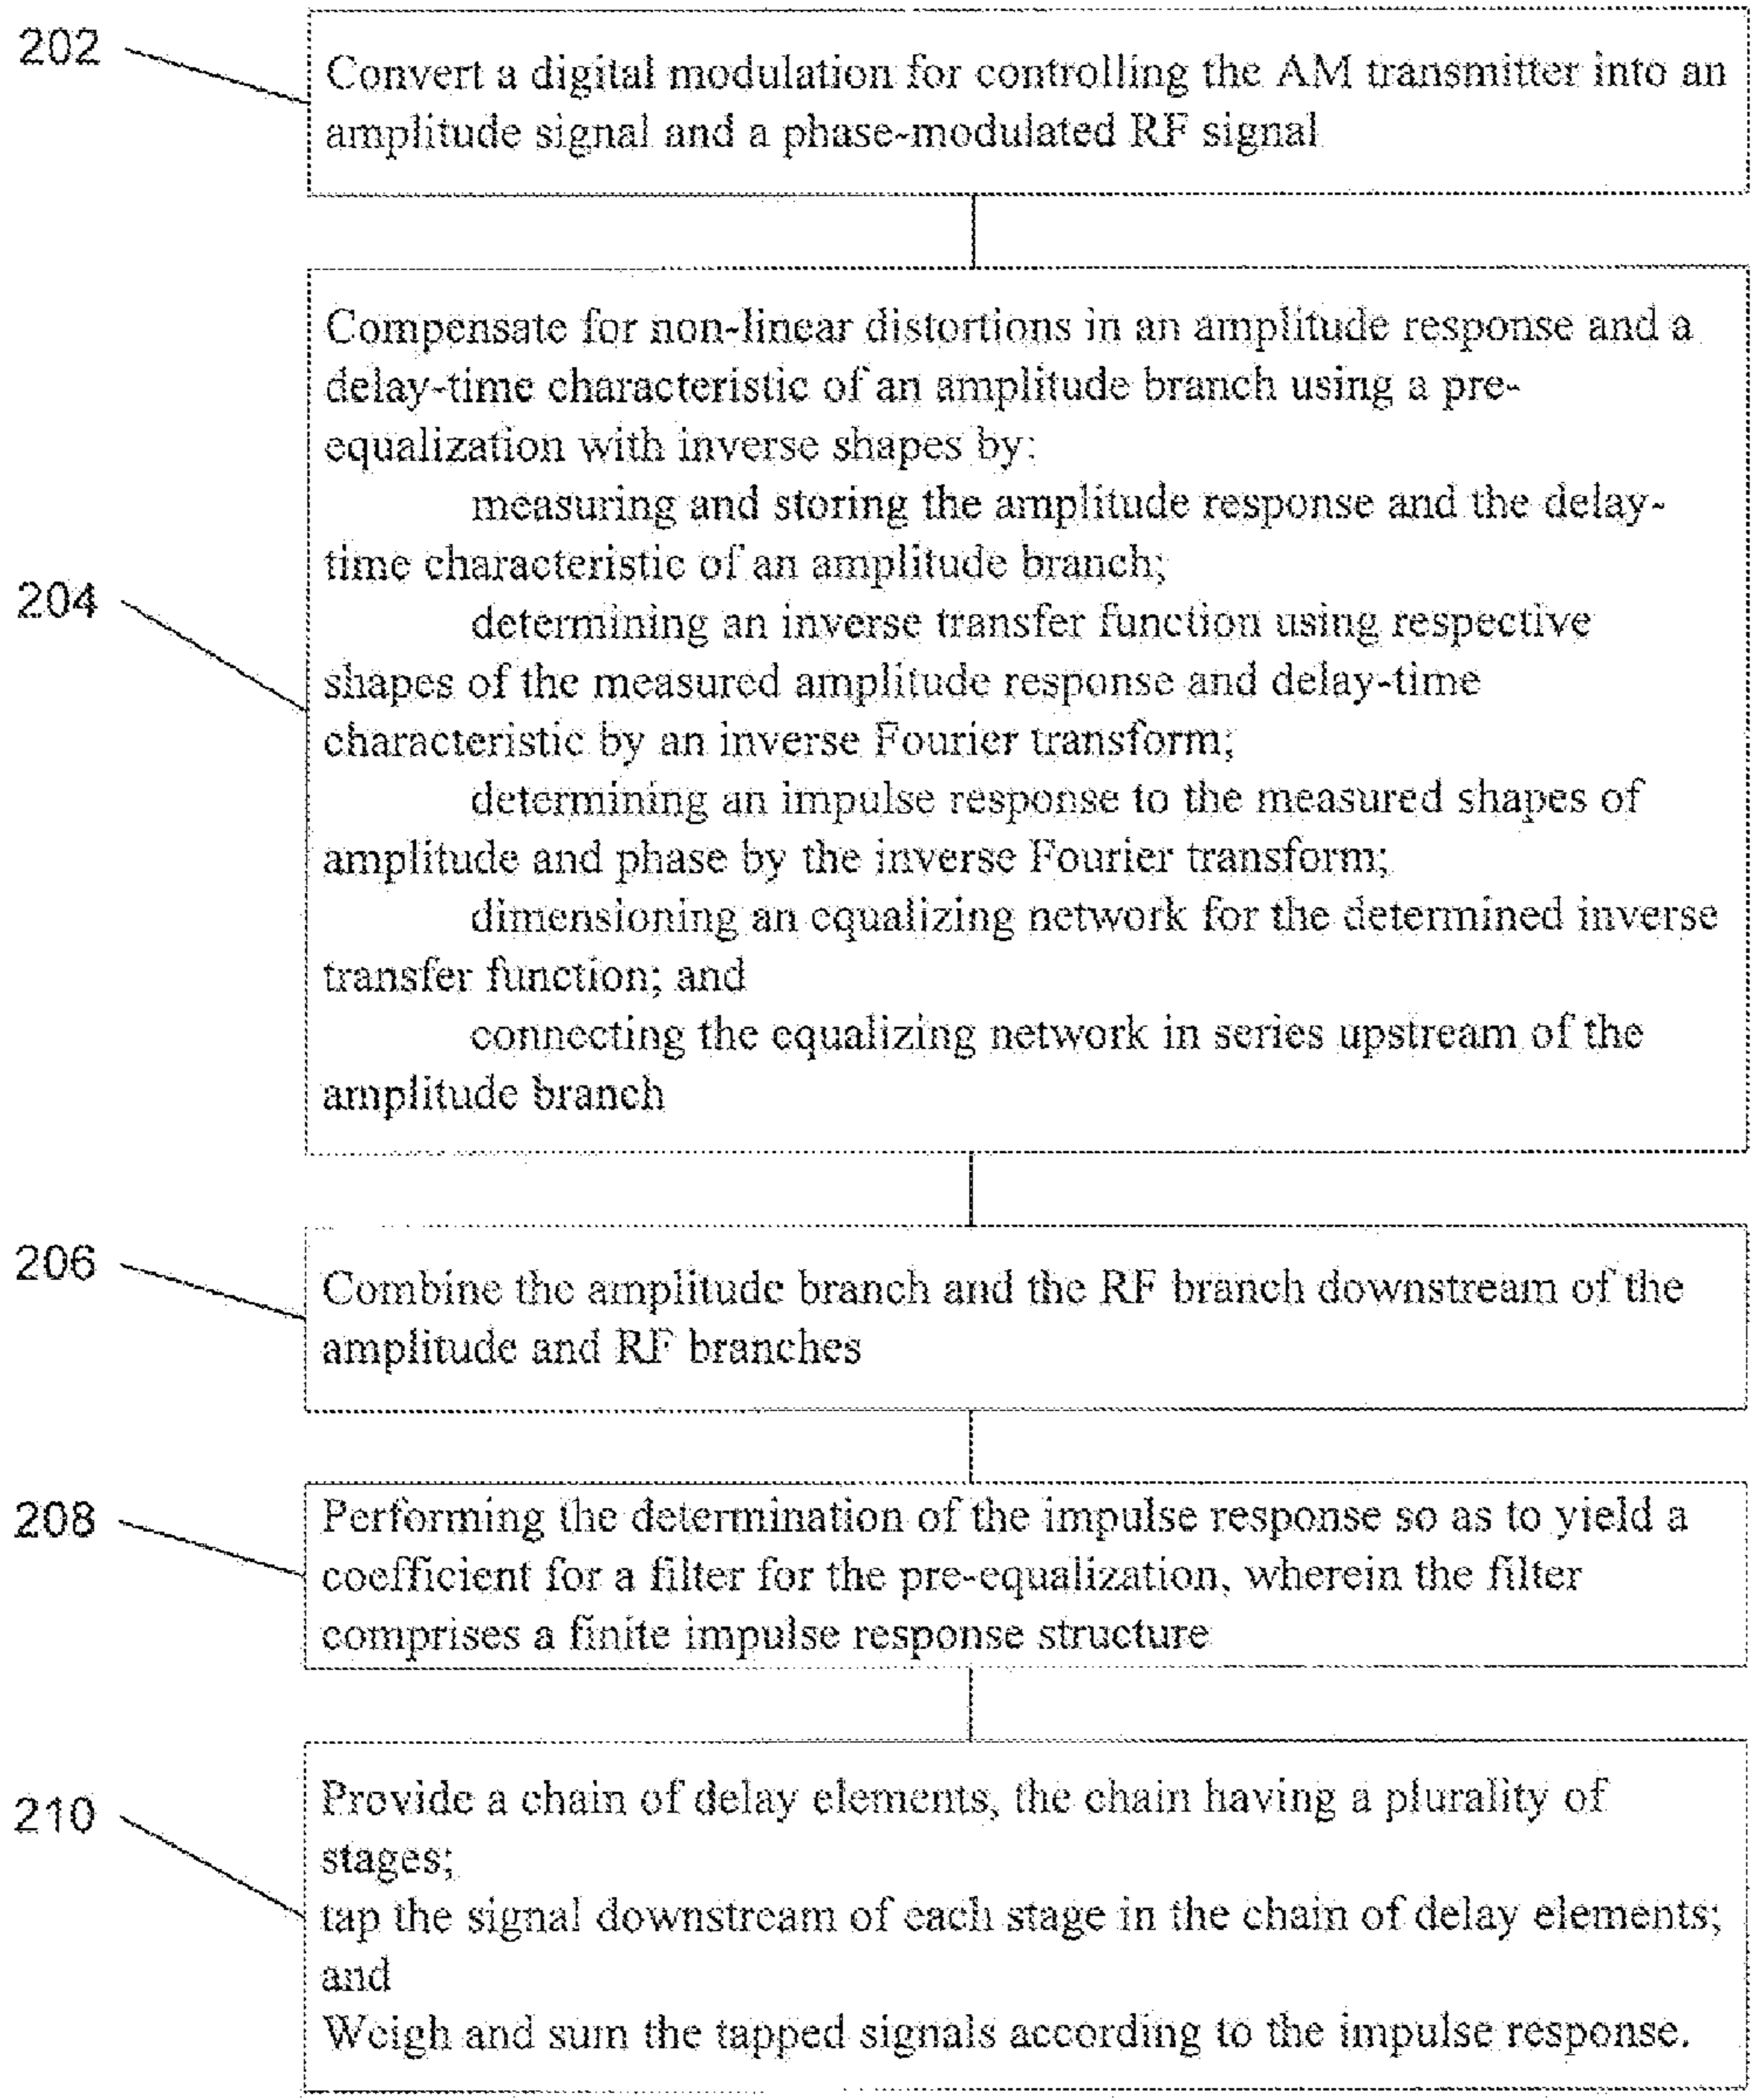 202
Convert a digital modulation for controlling the AM transmitter into an
amplitude signal and a phase-modulated RF signal
Compensate for non-linear distortions in an amplitude response and a
delay-time characteristic of an amplitude branch using a pre-
equalization with inverse shapes by:
measuring and storing the amplitude response and the delay-
time characteristic of an amplitude branch;
204
determining an inverse transfer function using respective
shapes of the measured amplitude response and delay-time
characteristic by an inverse Fourier transform;
determining an impulse response to the measured shapes of
amplitude and phase by the inverse Fourier transform;
dimensioning an equalizing network for the determined inverse
transfer function; and
connecting the equalizing network in series upstream of the
amplitude branch
206
Combine the amplitude branch and the RF branch downstream of the
amplitude and RF branches
208
Performing the determination of the impulse response so as to yield a
coefficient for a filter for the pre-equalization, wherein the filter
comprises a finite impulse response structure
210
Provide a chain of delay elements, the chain having a plurality of
stages;
tap the signal downstream of each stage in the chain of delay elements;
and
Weigh and sum the tapped signals according to the impulse response.